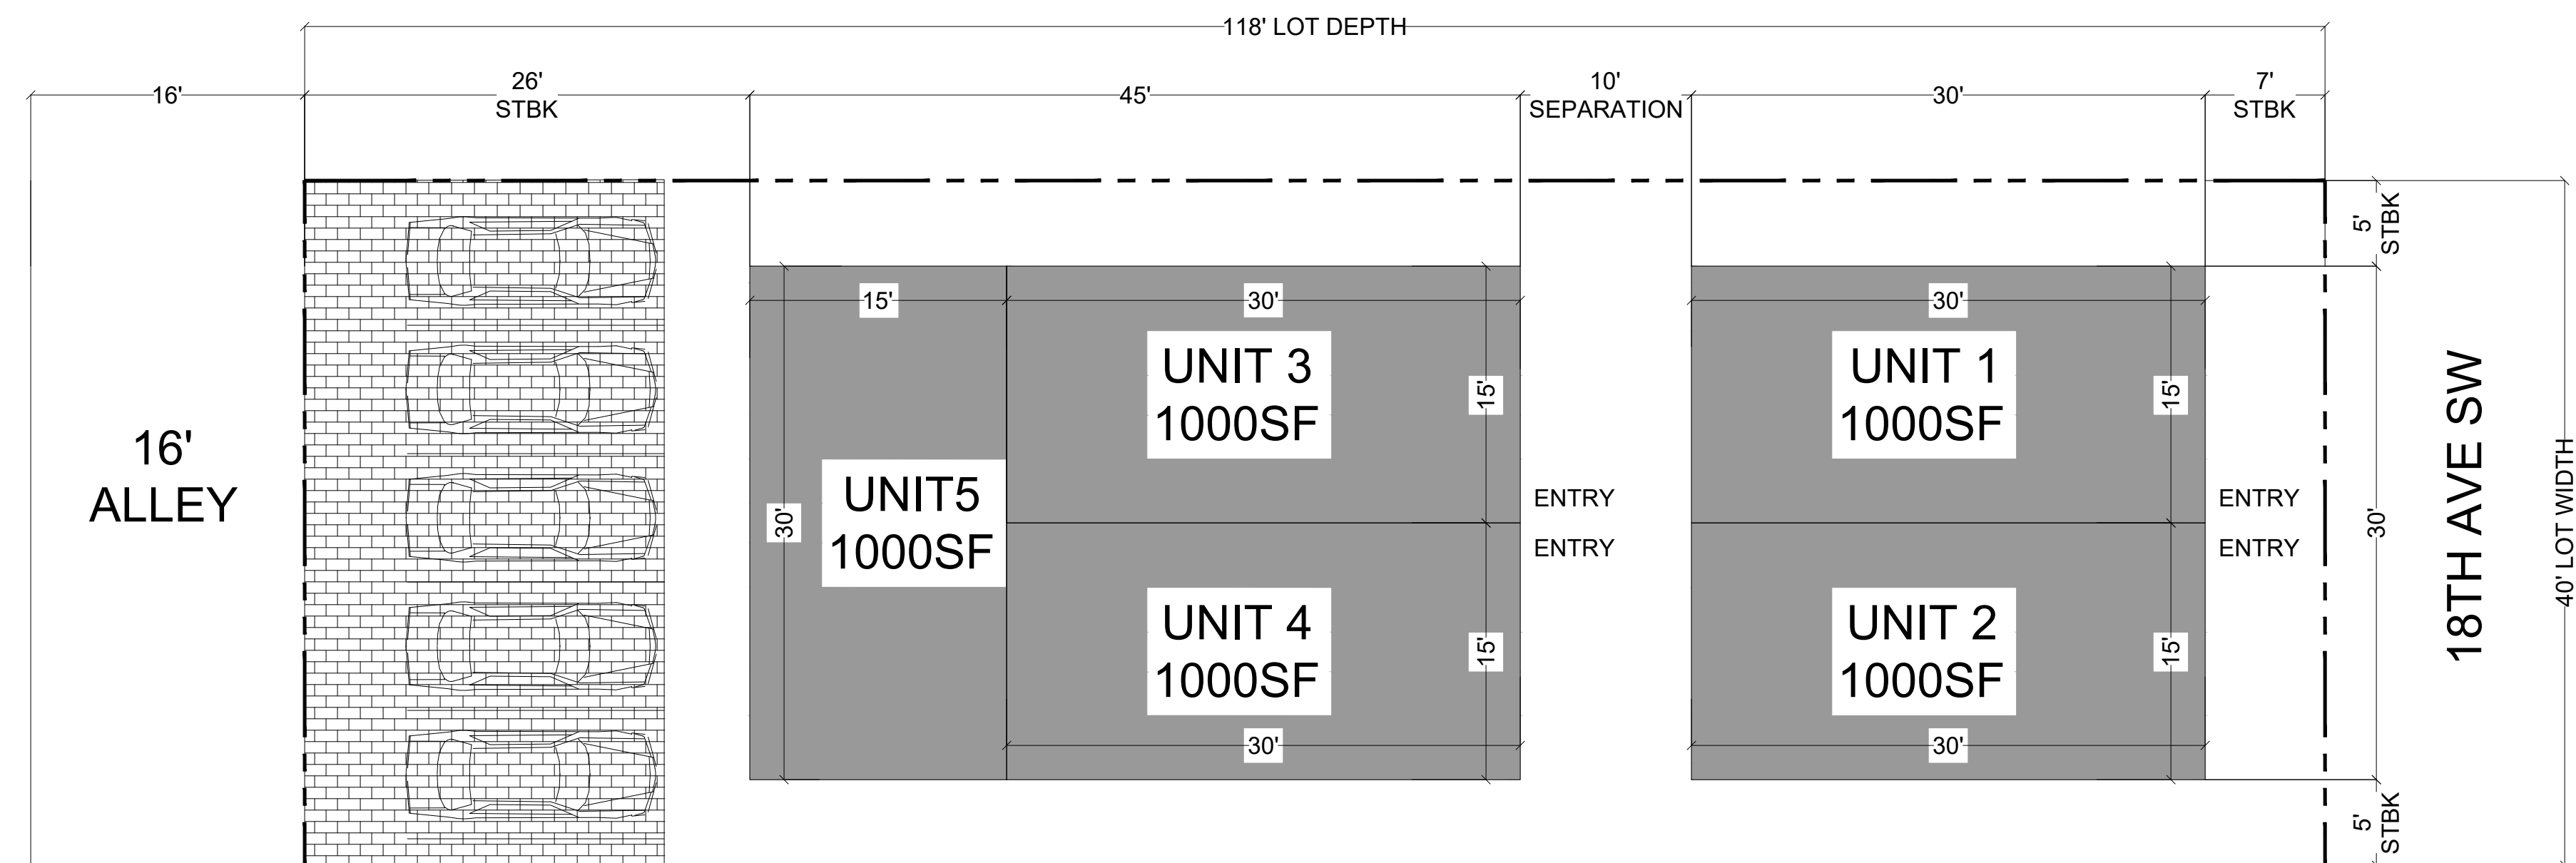 118' LOT DEPTH
16'
26'
STBK
45'
10'
SEPARATION
30'
7'
STBK
5'
STBK
15'
30'
30'
UNIT 3
1000SF
UNIT 1
1000SF
15'
15'
16'
ALLEY
UNIT5
1000SF
30'
ENTRY
ENTRY
ENTRY
ENTRY
30'
18TH AVE SW
40' LOT WIDTH
UNIT 4
1000SF
UNIT 2
1000SF
15'
15'
30'
30'
5'
STBK